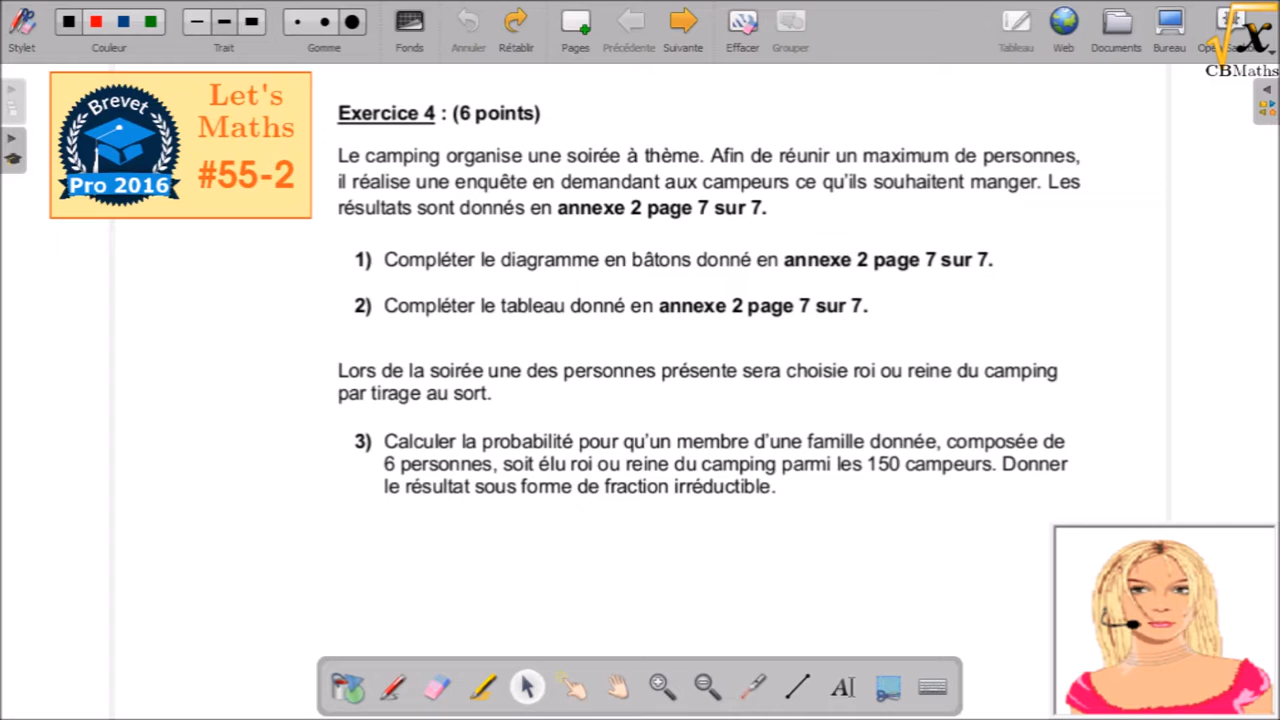 Stylet
Couleur
Trait
Gomme
Fonds
Annuler
Rétablir
Pages
Précédente
Suivante
Effacer
Grouper
Tableau
Web
Documents
Bureau
CBMaths
Brevet
Pro 2016
Let's
Maths
#55-2
Exercice 4 : (6 points)
Le camping organise une soirée à thème. Afin de réunir un maximum de personnes,
il réalise une enquête en demandant aux campeurs ce qu'ils souhaitent manger. Les
résultats sont donnés en annexe 2 page 7 sur 7.
1) Compléter le diagramme en bâtons donné en annexe 2 page 7 sur 7.
2) Compléter le tableau donné en annexe 2 page 7 sur 7.
Lors de la soirée une des personnes présente sera choisie roi ou reine du camping
par tirage au sort.
3) Calculer la probabilité pour qu'un membre d'une famille donnée, composée de
6 personnes, soit élu roi ou reine du camping parmi les 150 campeurs. Donner
le résultat sous forme de fraction irréductible.